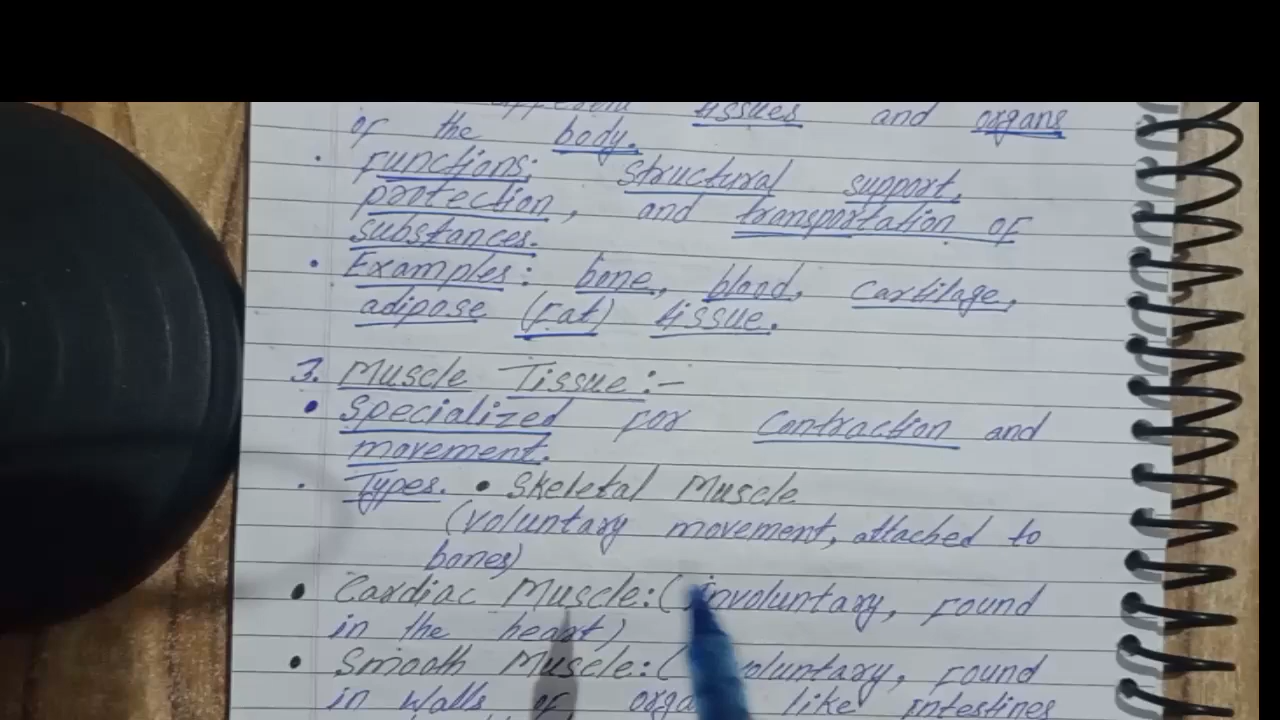 tissues and organs
of the body.
• Functions: Structural support,
protection, and transportation of
substances.
• Examples: bone, blood, cartilage,
adipose (Fat) tissue.
3. Muscle Tissue:-
• Specialized for contraction and
movement.
• Types. • Skeletal Muscle
(voluntary movement, attached to
bones)
• Cardiac Muscle: (involuntary, found
in the heart)
• Smooth Muscle: ( voluntary, found
in walls of like intestines